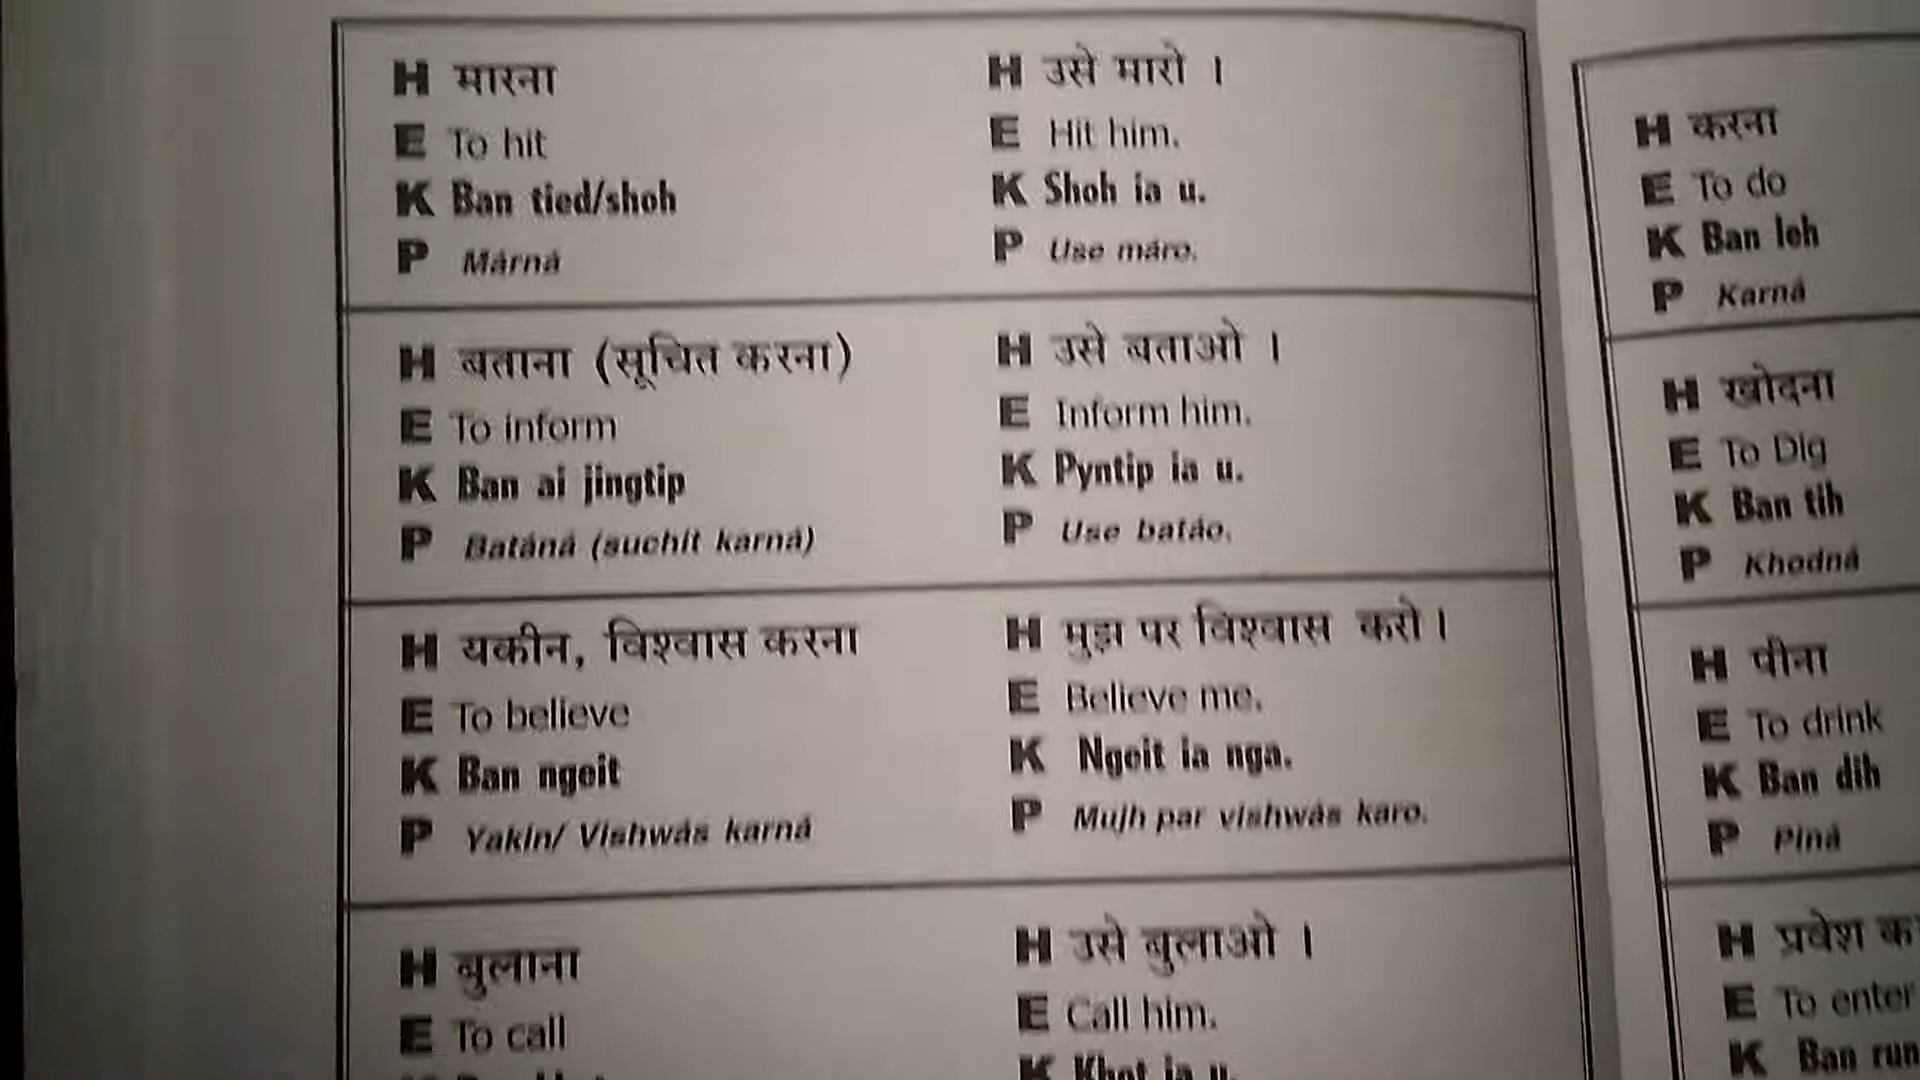 H मारना
E To hit
K Ban tied/shoh
P Márná
H उसे मारो ।
E Hit him.
K Shoh ia u.
P Use máro.
H बताना (सूचित करना)
E To inform
K Ban ai jingtip
P Batáná (suchit karná)
H उसे बताओ ।
E Inform him.
K Pyntip ia u.
P Use batáo.
H यकीन, विश्वास करना
E To believe
K Ban ngeit
P Yakin/ Vishwás karná
H मुझ पर विश्वास करो ।
E Believe me.
K Ngeit ia nga.
P Mujh par vishwás karo.
H बुलाना
E To call
H उसे बुलाओ ।
E Call him.
K Khot ia u.
H करना
E To do
K Ban leh
P Karná
H खोदना
E To Dig
K Ban tih
P Khodná
H पीना
E To drink
K Ban dih
P Piná
H प्रवेश
E To enter
K Ban